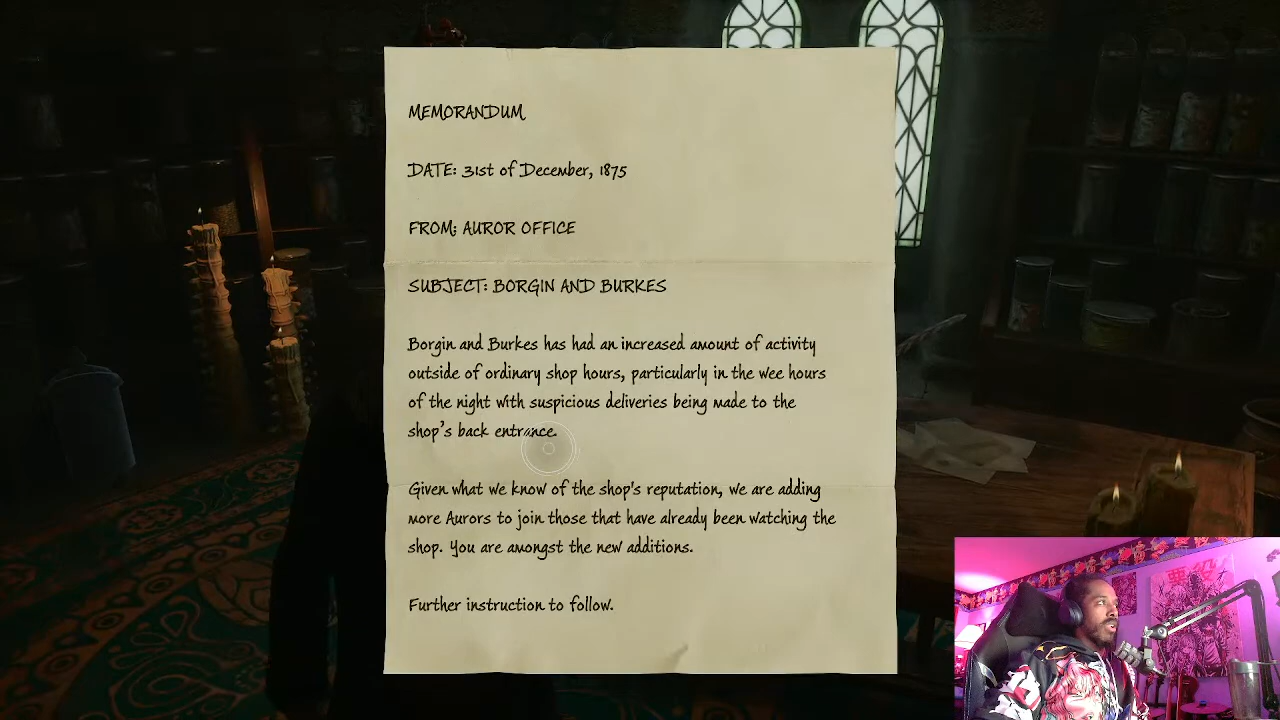 MEMORANDUM
DATE: 31st of December, 1875
FROM: AUROR OFFICE
SUBJECT: BORGIN AND BURKES
Borgin and Burkes has had an increased amount of activity
outside of ordinary shop hours, particularly in the wee hours
of the night with suspicious deliveries being made to the
shop's back entrance.
Given what we know of the shop's reputation, we are adding
more Aurors to join those that have already been watching the
shop. You are amongst the new additions.
Further instruction to follow.
悪役